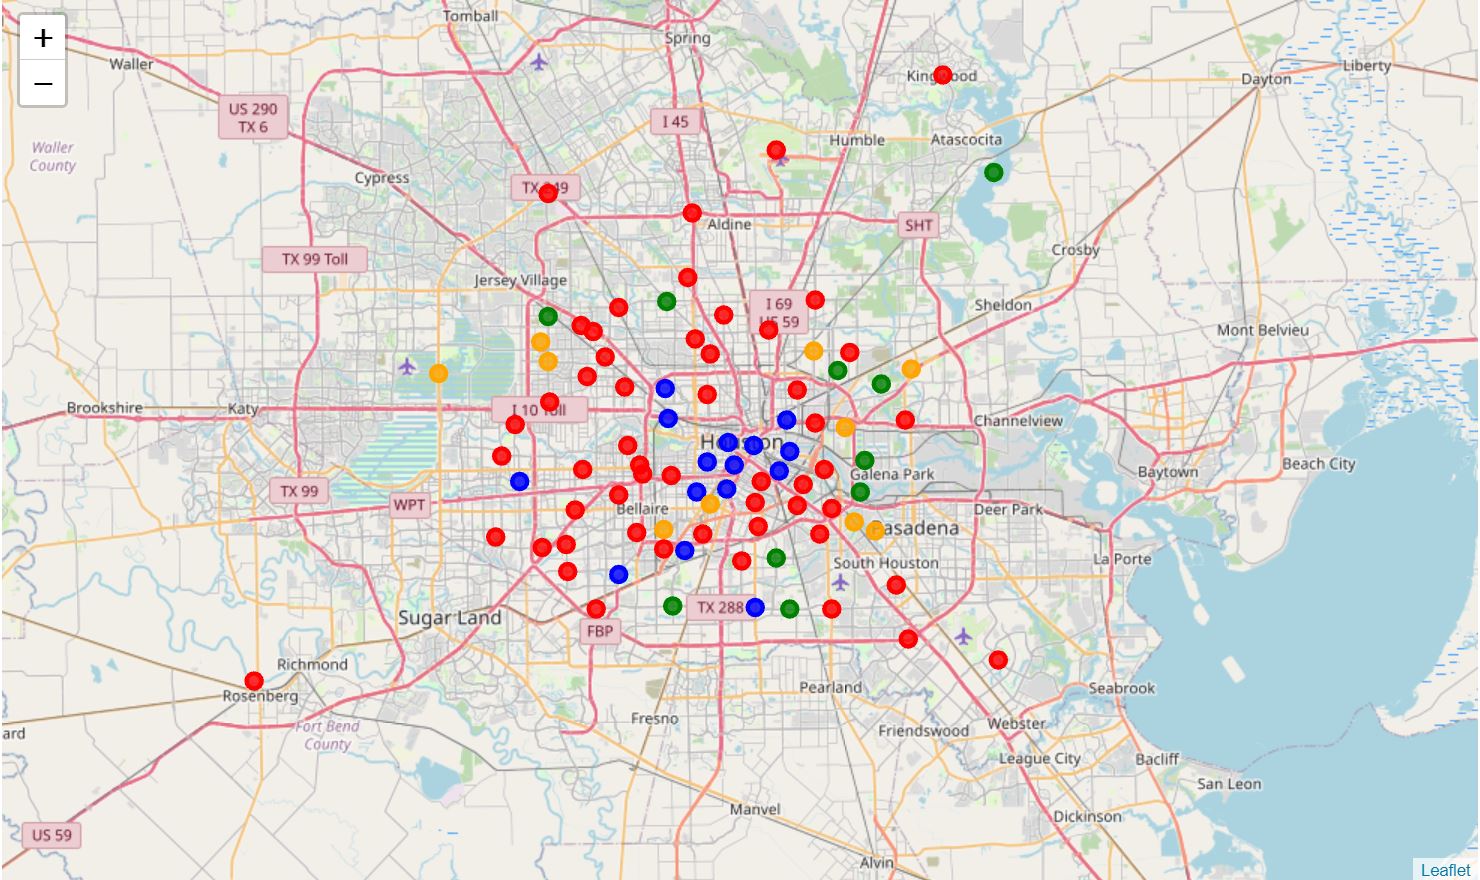 +
−
Tomball
Spring
Waller
Dayton
Liberty
US 290
TX 6
I 45
Humble
Atascocita
Waller
County
Cypress
Aldine
SHT
TX 99 Toll
Crosby
Jersey Village
I 69
US 59
Sheldon
Mont Belvieu
Brookshire
Katy
I 10 Toll
Channelview
Beach City
Baytown
Galena Park
TX 99
WPT
Bellaire
Deer Park
Pasadena
La Porte
South Houston
TX 288
Sugar Land
FBP
Richmond
Rosenberg
Pearland
Seabrook
Fresno
Friendswood
Webster
ard
Fort Bend
County
League City
Bacliff
San Leon
Manvel
Dickinson
US 59
Alvin
Leaflet